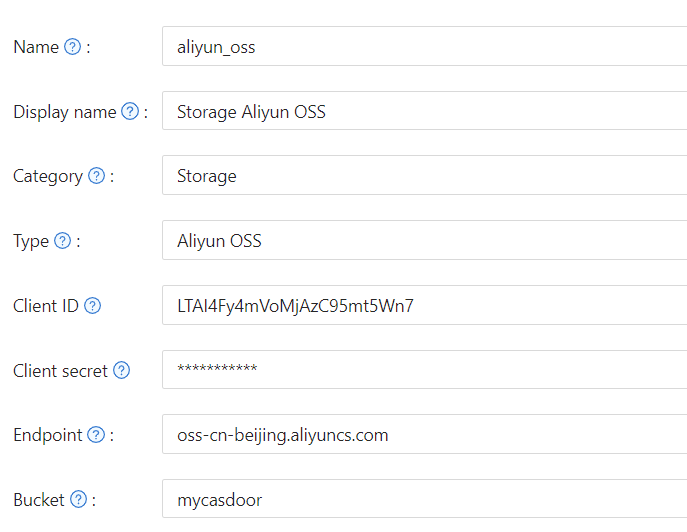 Name ? : aliyun_oss
Display name ? : Storage Aliyun OSS
Category ? : Storage
Type ? : Aliyun OSS
Client ID ? LTAI4Fy4mVoMjAzC95mt5Wn7
Client secret ? ***********
Endpoint ? : oss-cn-beijing.aliyuncs.com
Bucket ? : mycasdoor